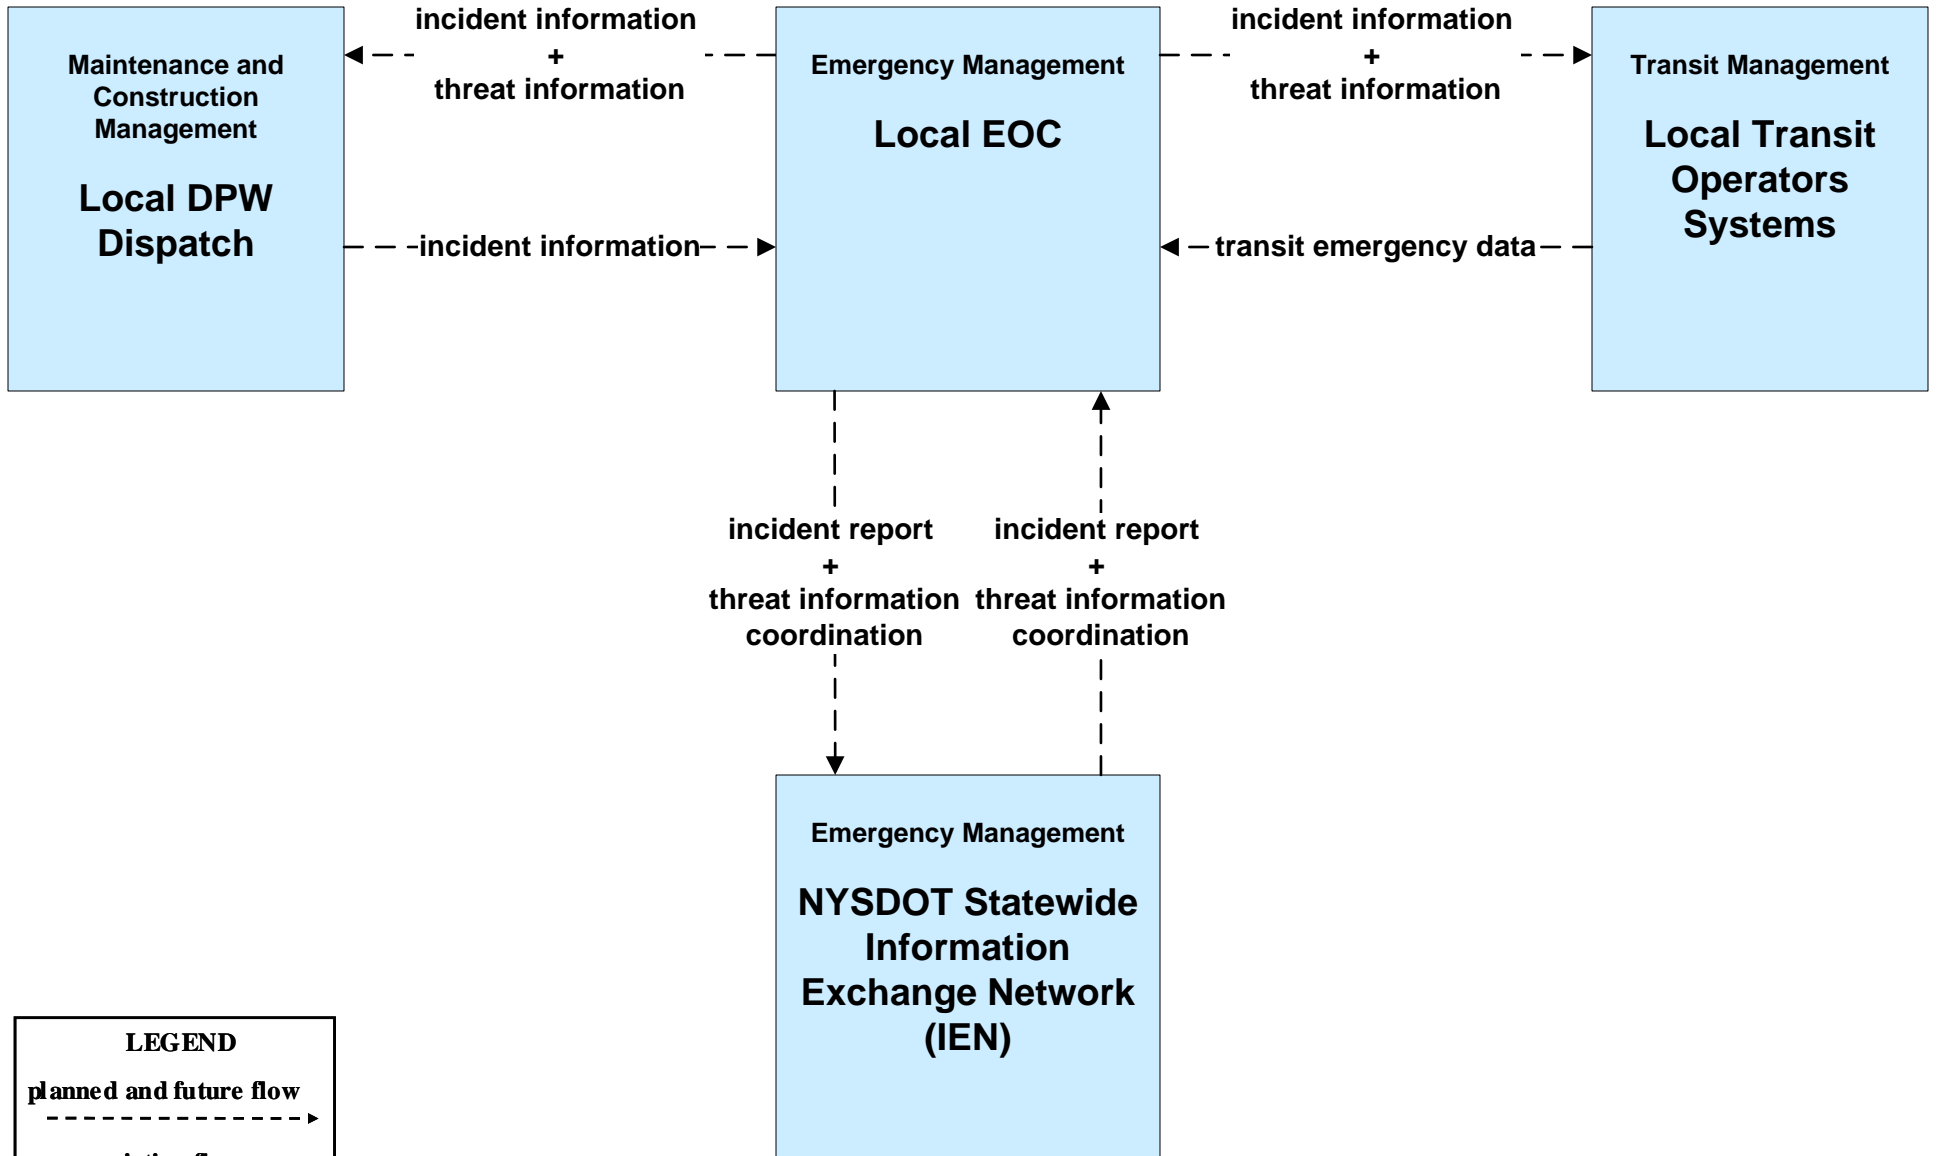 Maintenance and
Construction
Management
Local DPW
Dispatch
incident information
+
threat information
incident information
Emergency Management
Local EOC
incident information
+
threat information
transit emergency data
Transit Management
Local Transit
Operators
Systems
incident report
+
threat information
coordination
incident report
+
threat information
coordination
Emergency Management
NYSDOT Statewide
Information
Exchange Network
(IEN)
LEGEND
planned and future flow